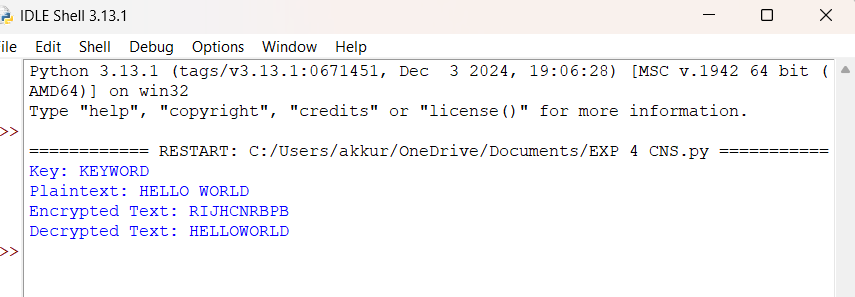 IDLE Shell 3.13.1
ile Edit Shell Debug Options Window Help
Python 3.13.1 (tags/v3.13.1:0671451, Dec  3 2024, 19:06:28) [MSC v.1942 64 bit (
AMD64)] on win32
Type "help", "copyright", "credits" or "license()" for more information.
>>
============ RESTART: C:/Users/akkur/OneDrive/Documents/EXP 4 CNS.py ===========
Key: KEYWORD
Plaintext: HELLO WORLD
Encrypted Text: RIJHCNRBPB
Decrypted Text: HELLOWORLD
>>